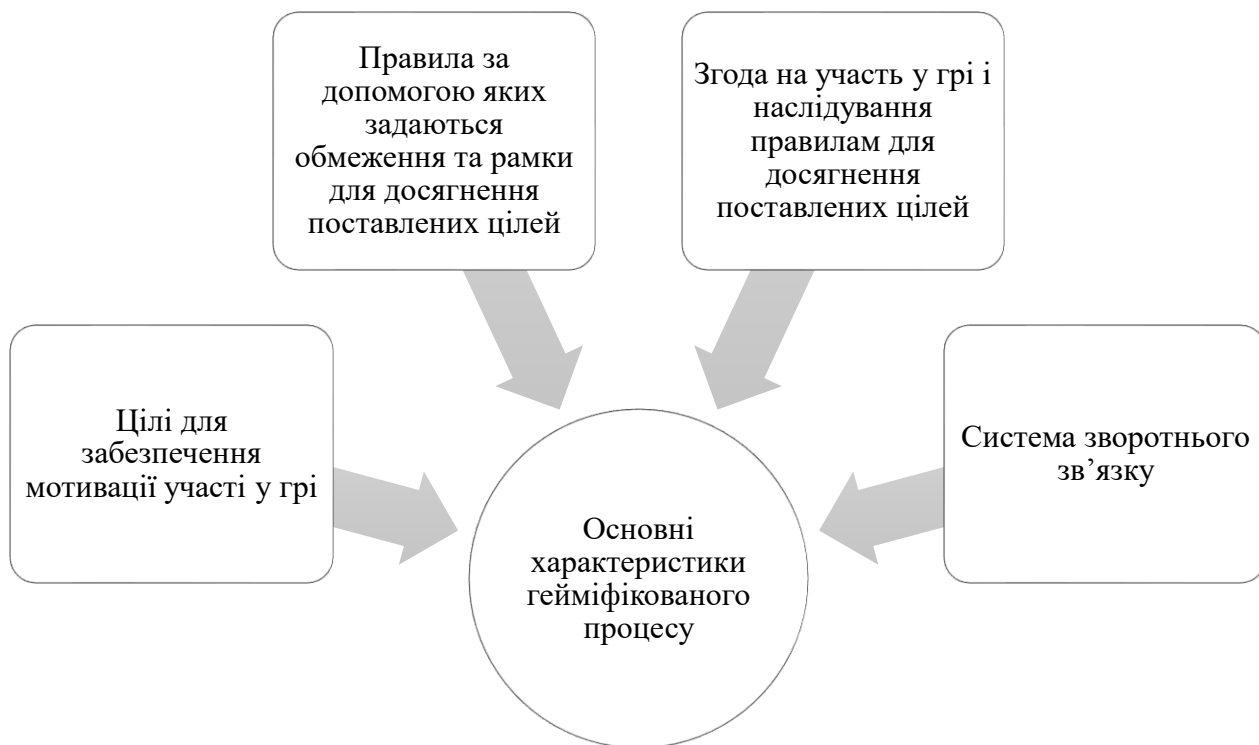 Правила за
допомогою яких
задаються
обмеження та рамки
для досягнення
поставлених цілей
Згода на участь у грі і
наслідування
правилам для
досягнення
поставлених цілей
Цілі для
забезпечення
мотивації участі у грі
Система зворотнього
зв’язку
Основні
характеристики
гейміфікованого
процесу